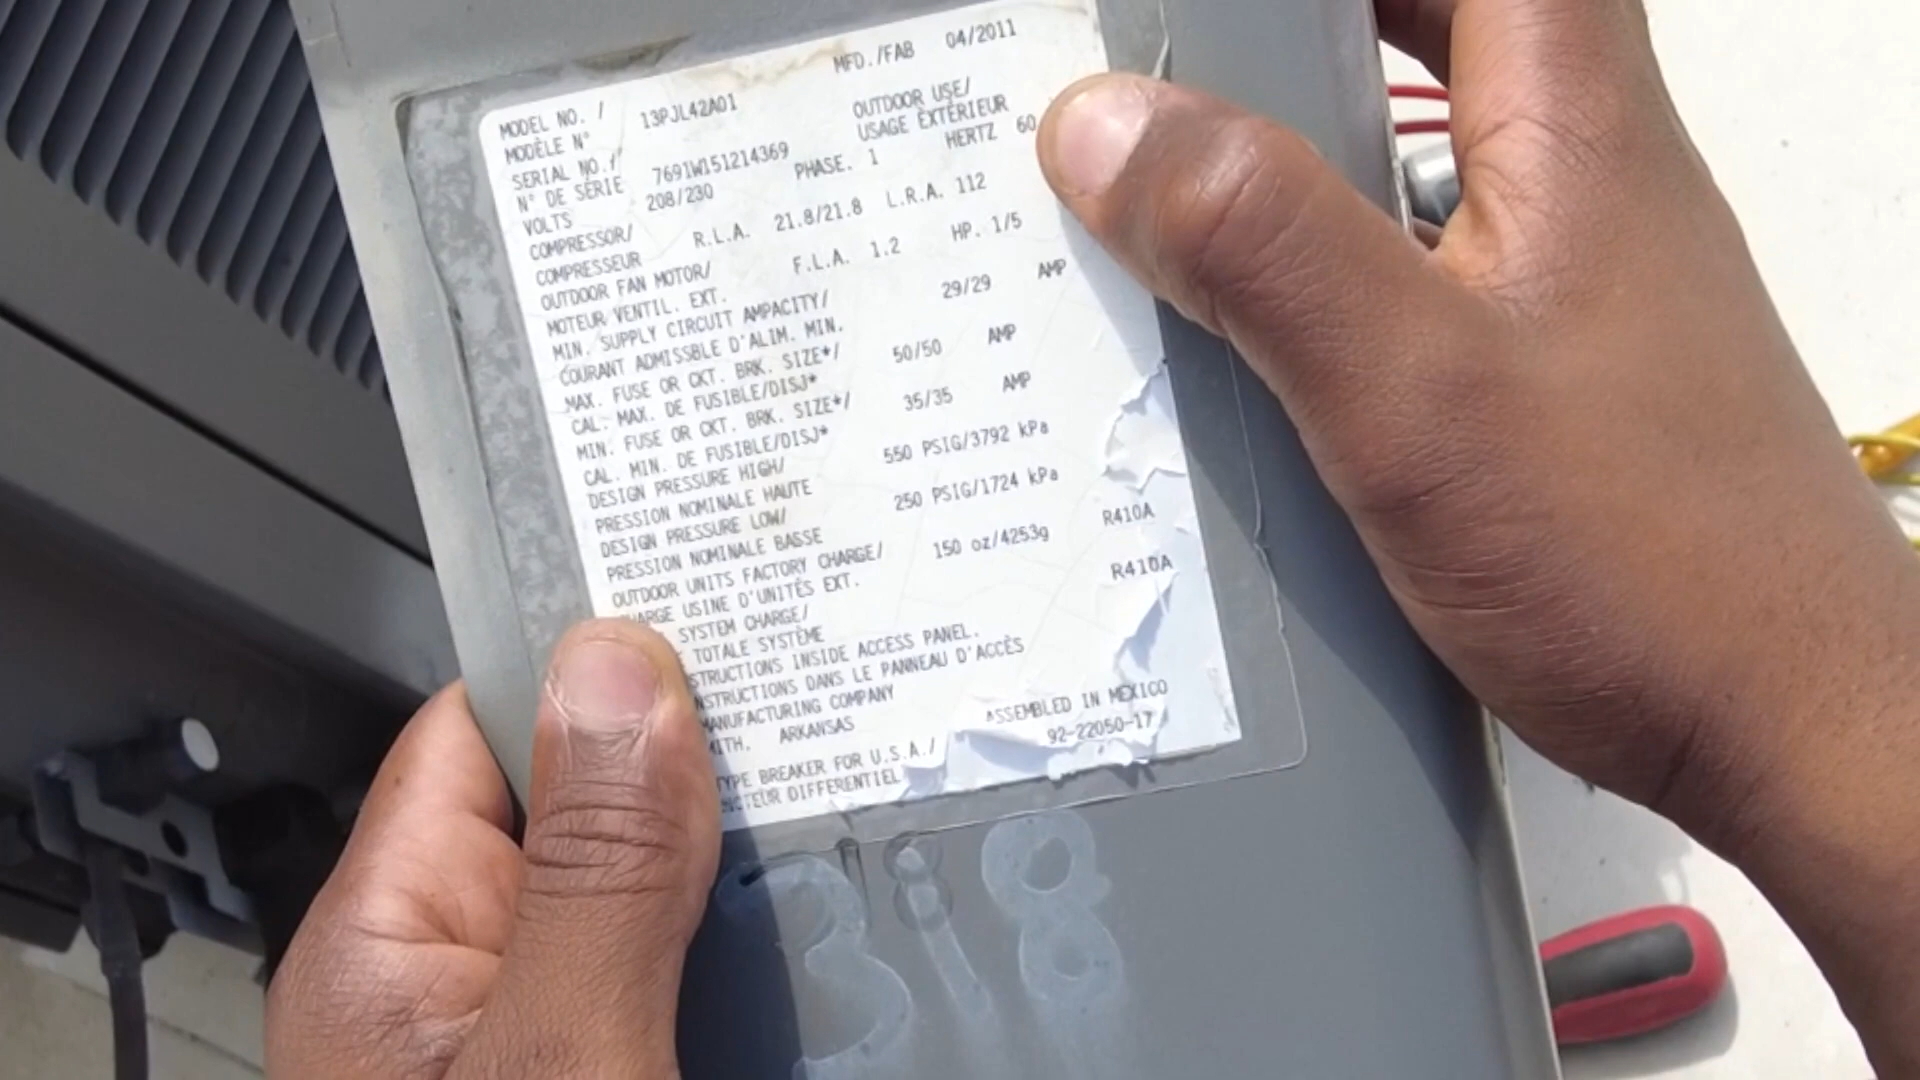 MFD./FAB 04/2011
MODEL NO. / 13PJL42A01
MODÈLE N°
OUTDOOR USE/
USAGE EXTÉRIEUR
SERIAL NO./ 7691W151214369
N° DE SÉRIE
VOLTS 208/230 PHASE. 1 HERTZ 60
COMPRESSOR/ R.L.A. 21.8/21.8 L.R.A. 112
COMPRESSEUR
OUTDOOR FAN MOTOR/ F.L.A. 1.2 HP. 1/5
MOTEUR VENTIL. EXT.
MIN. SUPPLY CIRCUIT AMPACITY/ 29/29 AMP
COURANT ADMISSBLE D'ALIM. MIN.
MAX. FUSE OR CKT. BRK. SIZE*/ 50/50 AMP
CAL. MAX. DE FUSIBLE/DISJ*
MIN. FUSE OR CKT. BRK. SIZE*/ 35/35 AMP
CAL. MIN. DE FUSIBLE/DISJ*
DESIGN PRESSURE HIGH/ 550 PSIG/3792 kPa
PRESSION NOMINALE HAUTE
DESIGN PRESSURE LOW/ 250 PSIG/1724 kPa
PRESSION NOMINALE BASSE
OUTDOOR UNITS FACTORY CHARGE/ 150 oz/4253g R410A
CHARGE USINE D'UNITÉS EXT.
SYSTEM CHARGE/ R410A
TOTALE SYSTÈME
STRUCTIONS INSIDE ACCESS PANEL.
NSTRUCTIONS DANS LE PANNEAU D'ACCÈS
MANUFACTURING COMPANY
ITH, ARKANSAS ASSEMBLED IN MEXICO
92-22050-17
TYPE BREAKER FOR U.S.A./
DIFFERENTIEL